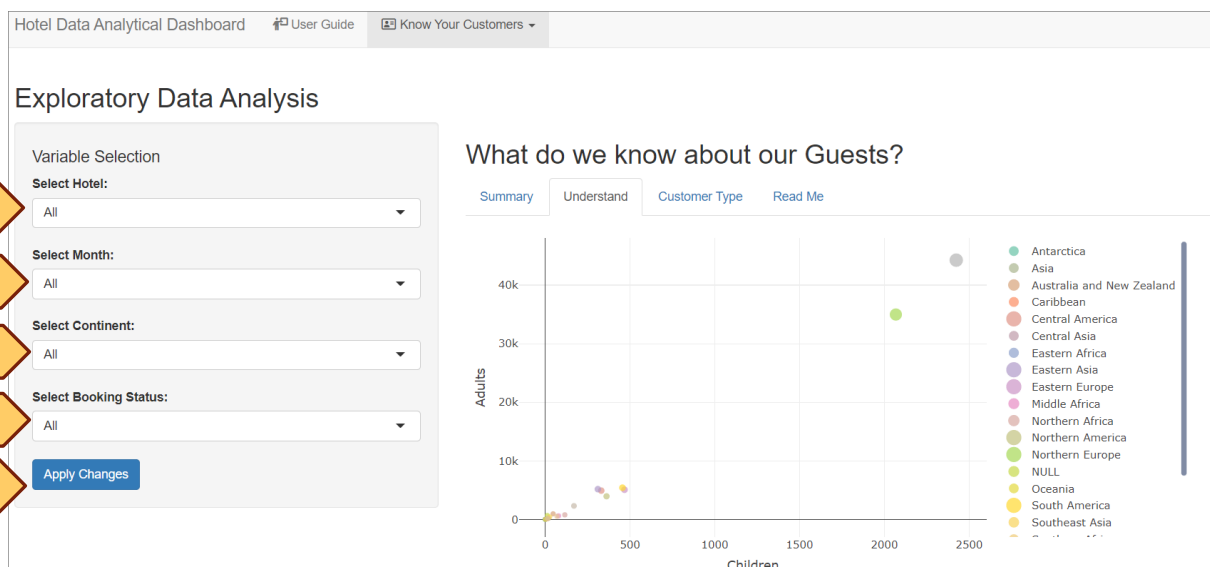 Hotel Data Analytical Dashboard User Guide Know Your Customers
Exploratory Data Analysis
Variable Selection
Select Hotel:
All
Select Month:
All
Select Continent:
All
Select Booking Status:
All
Apply Changes
What do we know about our Guests?
Summary Understand Customer Type Read Me
40k
30k
20k
10k
0
Adults
0 500 1000 1500 2000 2500
Children
Antarctica
Asia
Australia and New Zealand
Caribbean
Central America
Central Asia
Eastern Africa
Eastern Asia
Eastern Europe
Middle Africa
Northern Africa
Northern America
Northern Europe
NULL
Oceania
South America
Southeast Asia